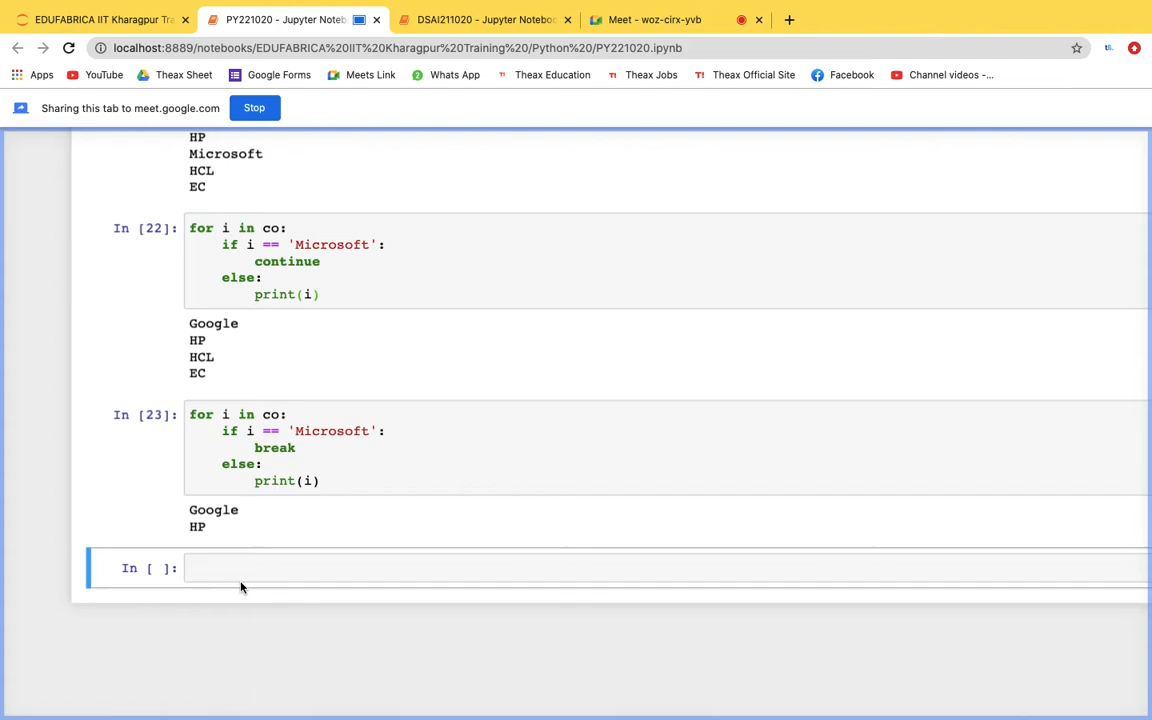 EDUFABRICA IIT Kharagpur Tra
PY221020 - Jupyter Noteb
DSAI211020 - Jupyter Noteboo
Meet - woz-cirx-yvb
localhost:8889/notebooks/EDUFABRICA%20IIT%20Kharagpur%20Training%20/Python%20/PY221020.ipynb
Apps
YouTube
Theax Sheet
Google Forms
Meets Link
2
Whats App
T! Theax Education
T! Theax Jobs
T! Theax Official Site
Facebook
Channel videos -...
Sharing this tab to meet.google.com
Stop
HP
Microsoft
HCL
EC
In [22]:
for i in co:
    if i == 'Microsoft':
        continue
    else:
        print(i)
Google
HP
HCL
EC
In [23]:
for i in co:
    if i == 'Microsoft':
        break
    else:
        print(i)
Google
HP
In [ ]: